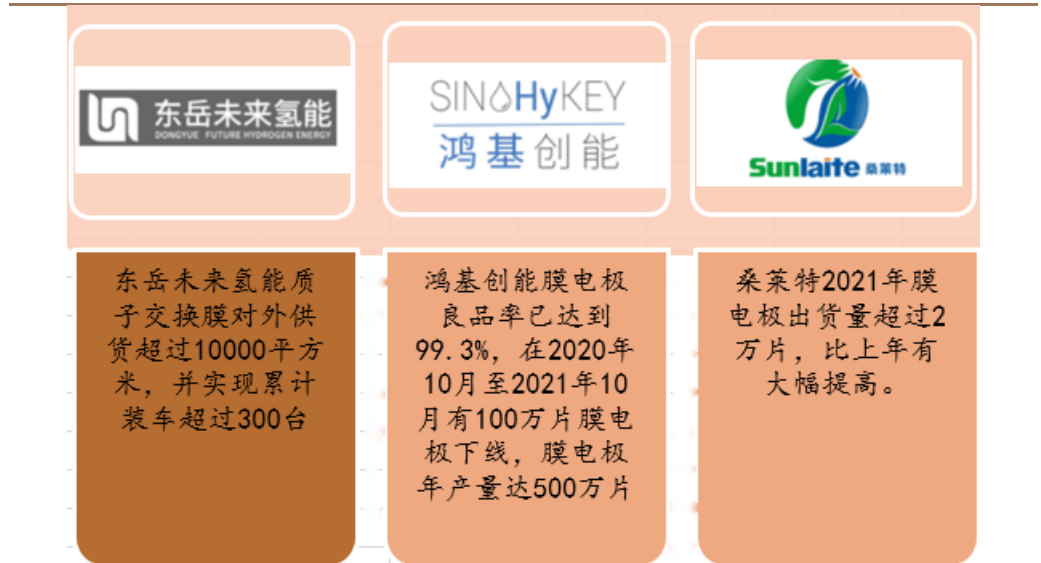 东岳未来氢能
DONGYUE FUTURE HYDROGEN ENERGY
SINHyKEY
鸿基创能
Sunlaite 桑莱特
东岳未来氢能质
子交换膜对外供
货超过10000平方
米，并实现累计
装车超过300台
鸿基创能膜电极
良品率已达到
99.3%，在2020年
10月至2021年10
月有100万片膜电
极下线，膜电极
年产量达500万片
桑莱特2021年膜
电极出货量超过2
万片，比上年有
大幅提高。